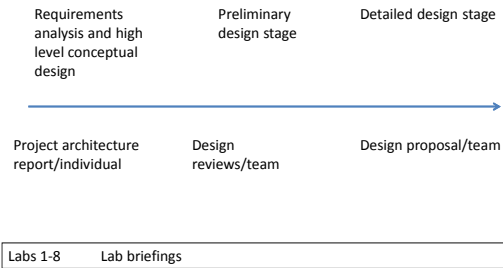 Requirements
analysis and high
level conceptual
design
Preliminary
design stage
Detailed design stage
Project architecture
report/individual
Design
reviews/team
Design proposal/team
Labs 1-8 Lab briefings